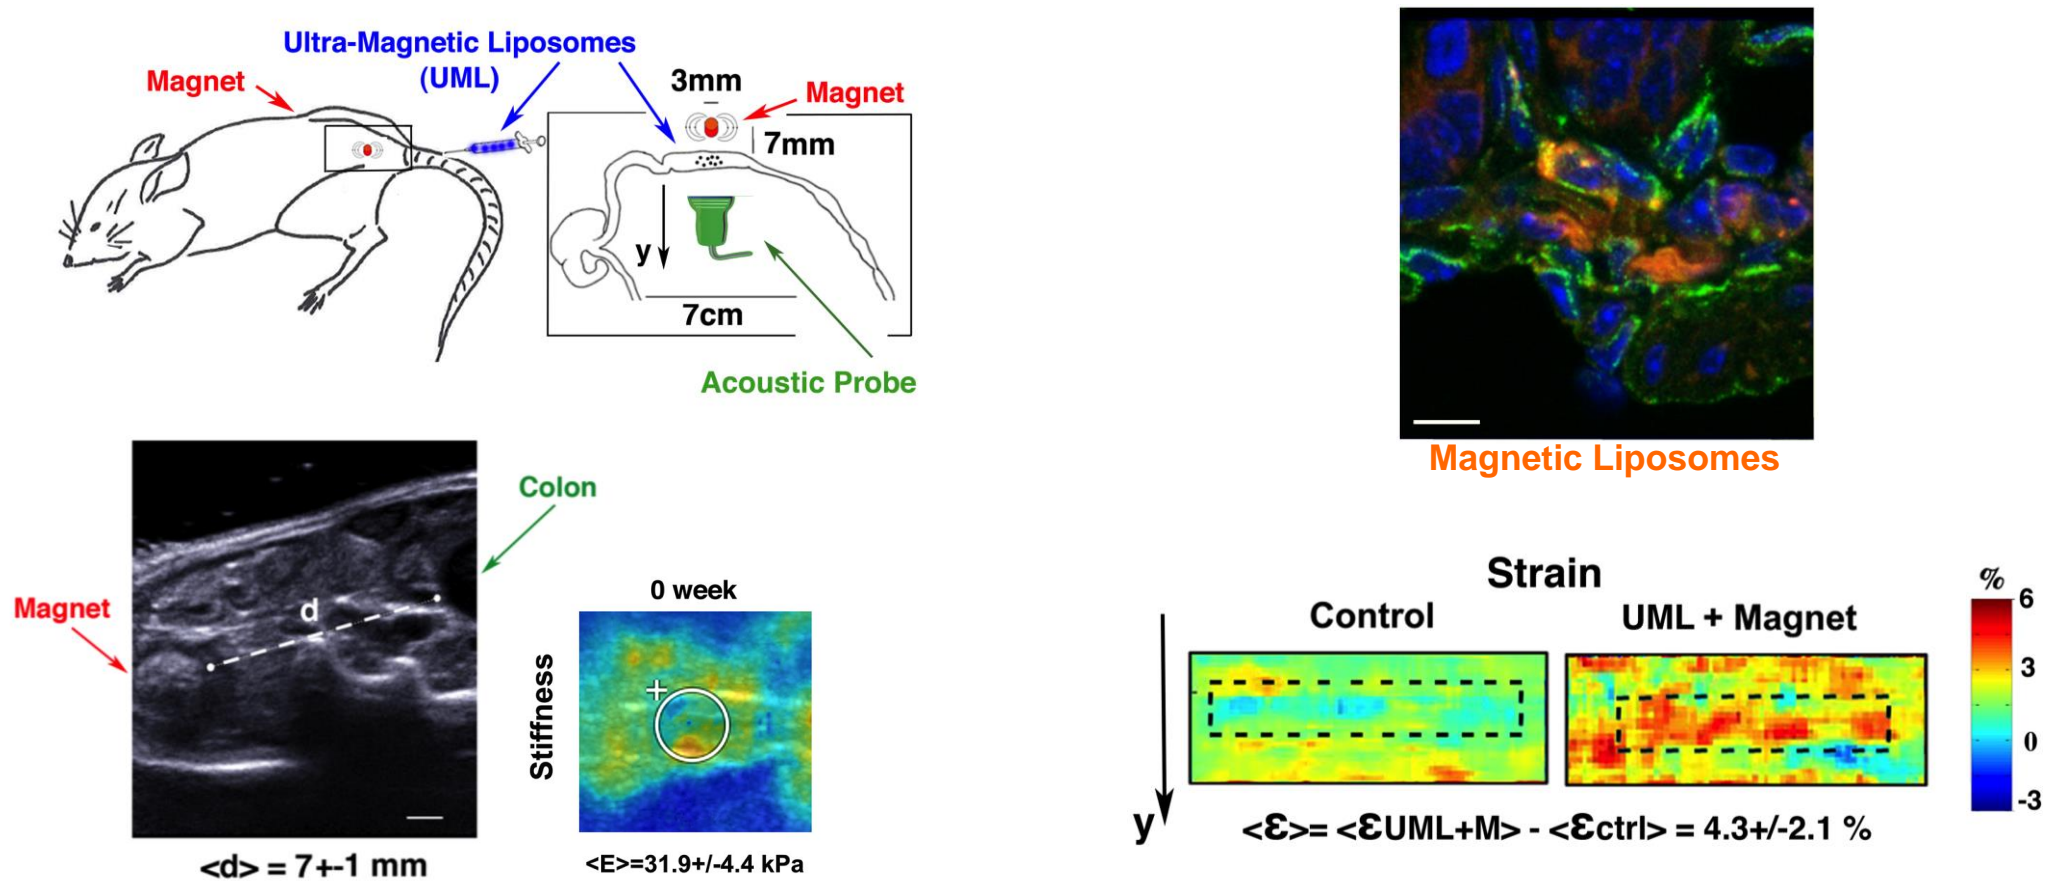 Ultra-Magnetic Liposomes
(UML)
Magnet
3mm
Magnet
7mm
y
7cm
Acoustic Probe
Magnetic Liposomes
Colon
Magnet
d
<d> = 7+-1 mm
0 week
Stiffness
+
<E>=31.9+/-4.4 kPa
Strain
Control
UML + Magnet
%
6
3
0
-3
y
<Ɛ>= <ƐUML+M> - <Ɛctrl> = 4.3+/-2.1 %